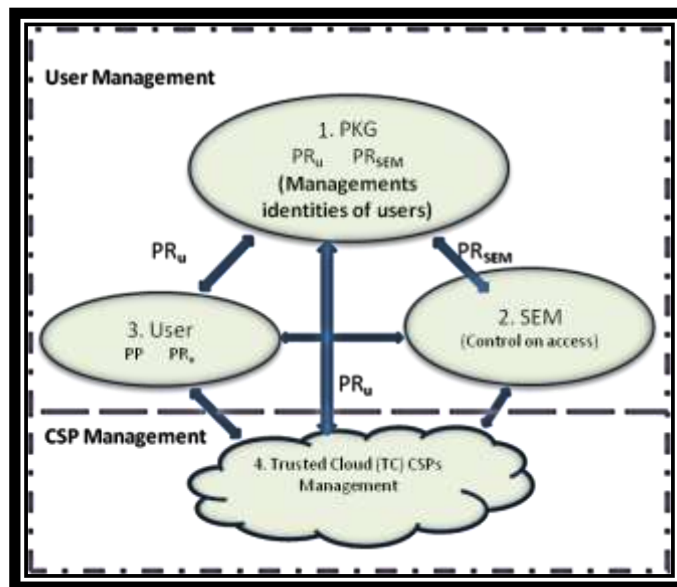 User Management
1. PKG
PRu PRSEM
(Managements
identities of users)
PRu
PRSEM
3. User
PP PRu
2. SEM
(Control on access)
PRu
CSP Management
4. Trusted Cloud (TC) CSPs
Management